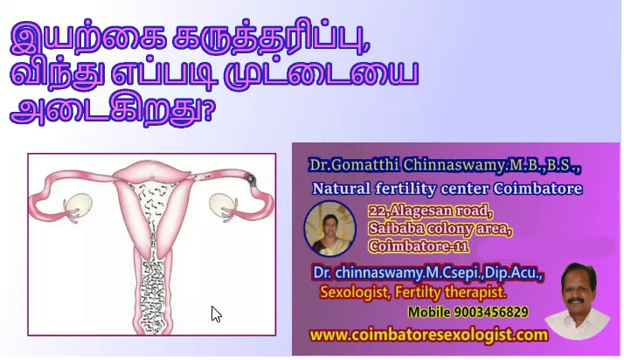 இயற்கை கருத்தரிப்பு,
விந்து எப்படி முட்டையை
அடைகிறது?
Dr.Gomatthi Chinnaswamy.M.B.,B.S.,
Natural fertility center Coimbatore
22,Alagesan road,
Saibaba colony area,
Coimbatore-11
Dr. chinnaswamy.M.Csepi.,Dip.Acu.,
Sexologist, Fertilty therapist.
Mobile 9003456829
www.coimbatoresexologist.com